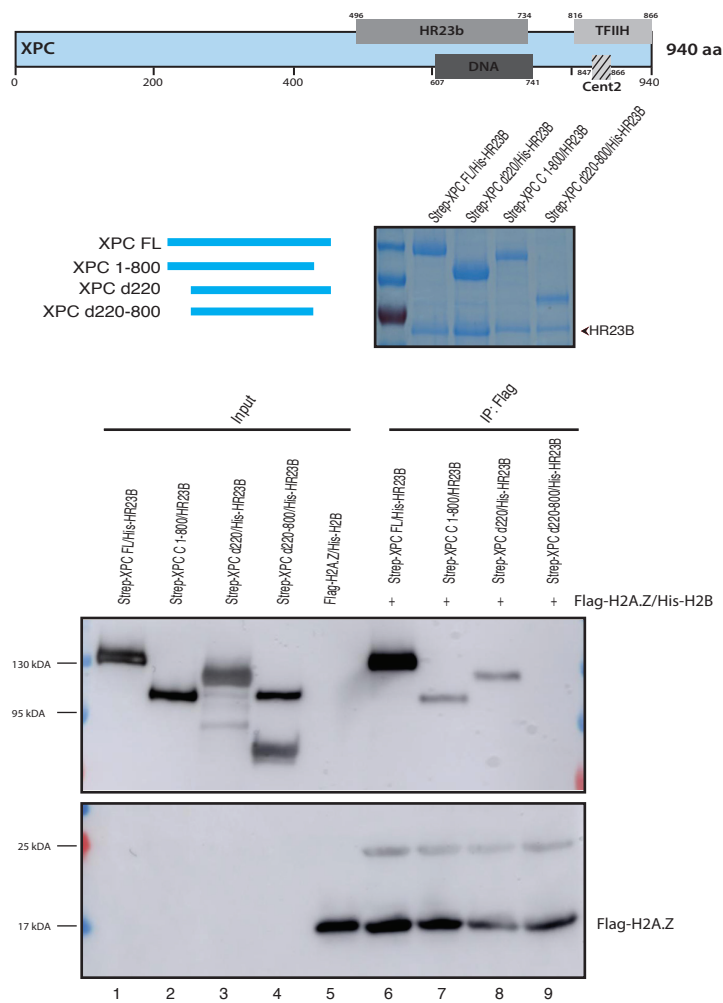 496 734 816 866
HR23b TFIIH
XPC 940 aa
DNA
0 200 400 607 741 847 866 940
Cent2
Strep-XPC FL/His-HR23B
Strep-XPC d220/His-HR23B
Strep-XPC C 1-800/HR23B
Strep-XPC d220-800/His-HR23B
XPC FL
XPC 1-800
XPC d220
XPC d220-800
HR23B
Input
IP: Flag
Strep-XPC FL/His-HR23B
Strep-XPC C 1-800/HR23B
Strep-XPC d220/His-HR23B
Strep-XPC d220-800/His-HR23B
Flag-H2A.Z/His-H2B
Strep-XPC FL/His-HR23B
Strep-XPC C 1-800/HR23B
Strep-XPC d220/His-HR23B
Strep-XPC d220-800/His-HR23B
+ + + + Flag-H2A.Z/His-H2B
130 kDA
95 kDA
25 kDA
17 kDA
Flag-H2A.Z
1 2 3 4 5 6 7 8 9